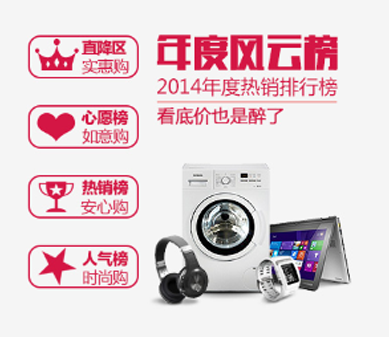 直降区
实惠购
心愿榜
如意购
热销榜
安心购
人气榜
时尚购
年度风云榜
2014年度热销排行榜
看底价也是醉了